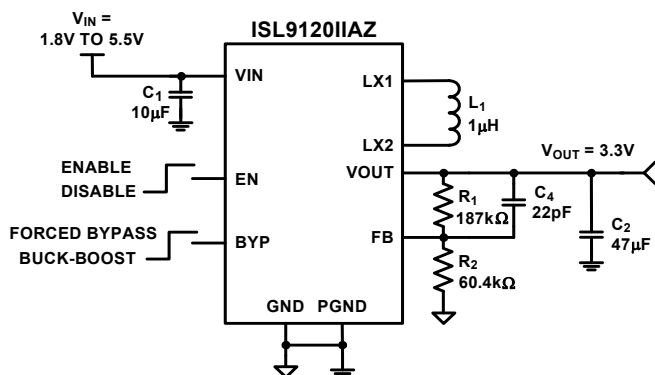 VIN =
1.8V TO 5.5V
ISL9120IIAZ
C1
10μF
VIN
LX1
L1
1μH
LX2
VOUT = 3.3V
ENABLE
DISABLE
EN
VOUT
R1
187kΩ
C4
22pF
C2
47μF
FORCED BYPASS
BUCK-BOOST
BYP
FB
R2
60.4kΩ
GND PGND